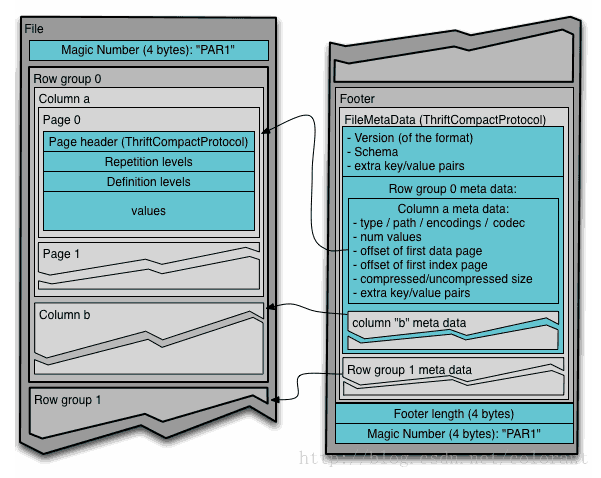 File
Magic Number (4 bytes): "PAR1"
Row group 0
Column a
Page 0
Page header (ThriftCompactProtocol)
Repetition levels
Definition levels
values
Page 1
Column b
Row group 1
Footer
FileMetaData (ThriftCompactProtocol)
- Version (of the format)
- Schema
- extra key/value pairs
Row group 0 meta data:
Column a meta data:
- type / path / encodings / codec
- num values
- offset of first data page
- offset of first index page
- compressed/uncompressed size
- extra key/value pairs
column "b" meta data
Row group 1 meta data
Footer length (4 bytes)
Magic Number (4 bytes): "PAR1"
http://blog.csdn.net/colorant